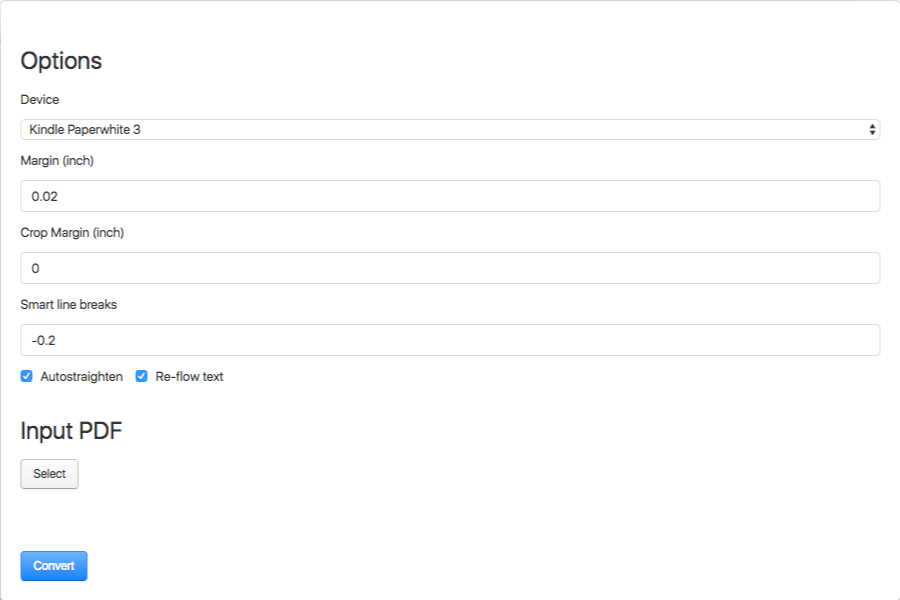 Options
Device
Kindle Paperwhite 3
Margin (inch)
0.02
Crop Margin (inch)
0
Smart line breaks
-0.2
Autostraighten Re-flow text
Input PDF
Select
Convert